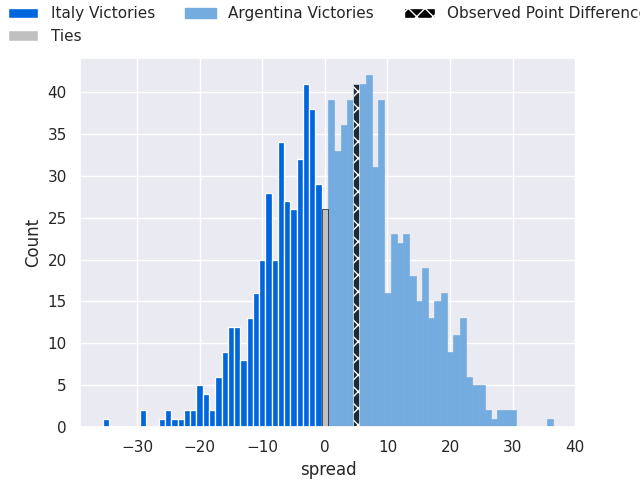 Italy Victories
Argentina Victories
Observed Point Difference
Ties
40
35
30
25
20
15
10
5
0
Count
−30
−20
−10
0
10
20
30
40
spread